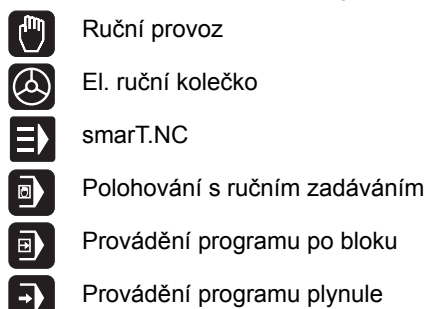 Ruční provoz
El. ruční kolečko
smarT.NC
Polohování s ručním zadáváním
Provádění programu po bloku
Provádění programu plynule